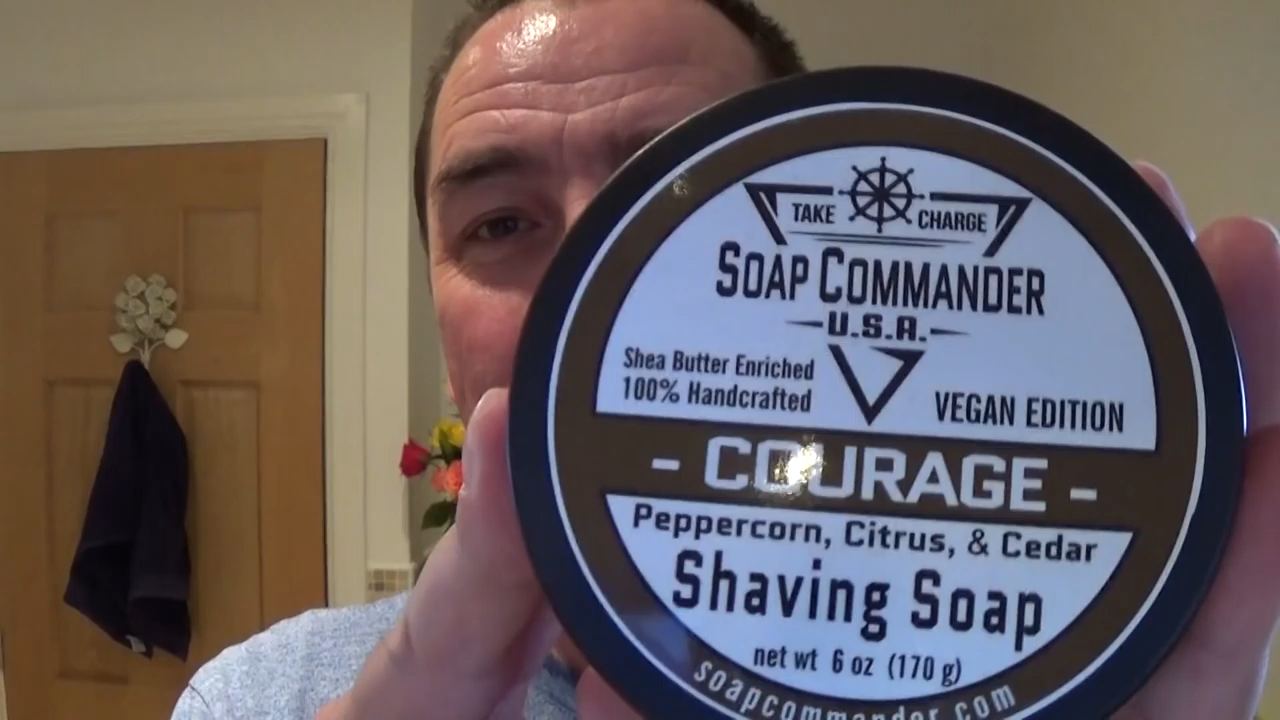 TAKE CHARGE
SOAP COMMANDER
U.S.A.
Shea Butter Enriched
100% Handcrafted
VEGAN EDITION
- COURAGE -
Peppercorn, Citrus, & Cedar
Shaving Soap
net wt 6 oz (170 g)
soapcommander.com